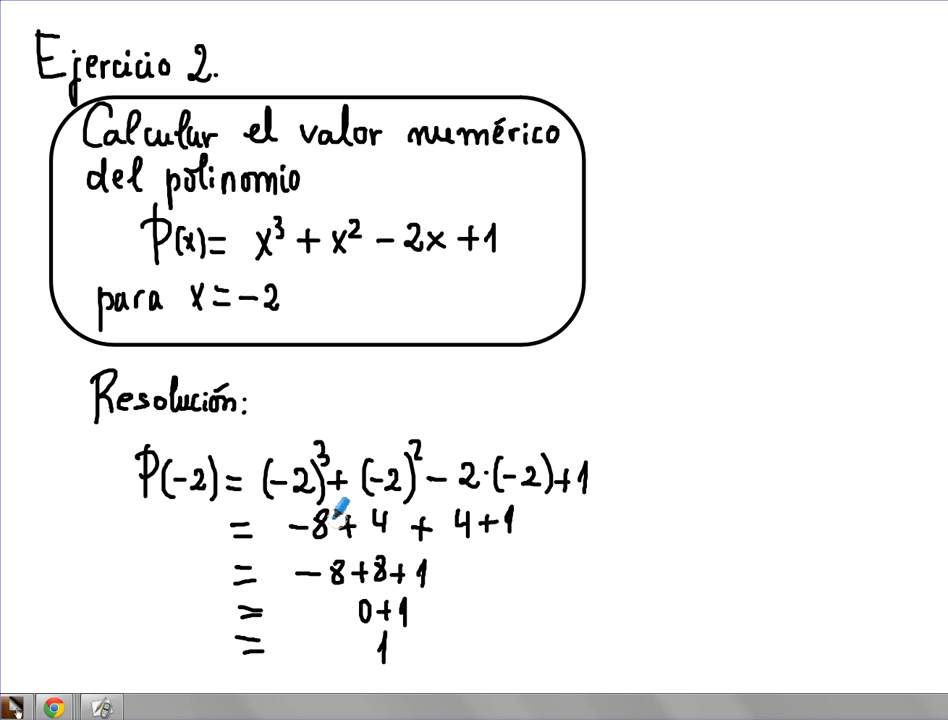 Ejercicio 2.
Calcular el valor numérico
del polinomio
P(x) = x³ + x² - 2x + 1
para x = -2
Resolución:
P(-2) = (-2)³ + (-2)² - 2·(-2) + 1
= -8 + 4 + 4 + 1
= -8 + 8 + 1
= 0 + 1
= 1